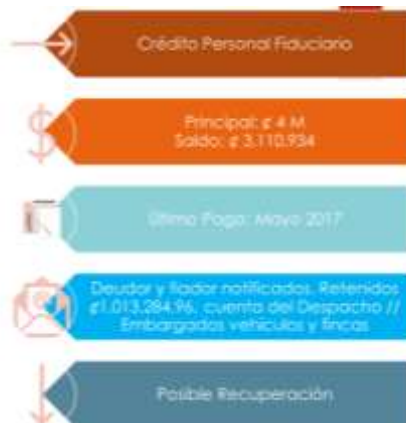 Crédito Personal Fiduciario
Principal: ¢ 4 M
Saldo: ¢ 3,110,934
Último Pago: Mayo 2017
Deudor y fiador notificados. Retenidos
¢1,013,284.96, cuenta del Despacho //
Embargados vehículos y fincas
Posible Recuperación